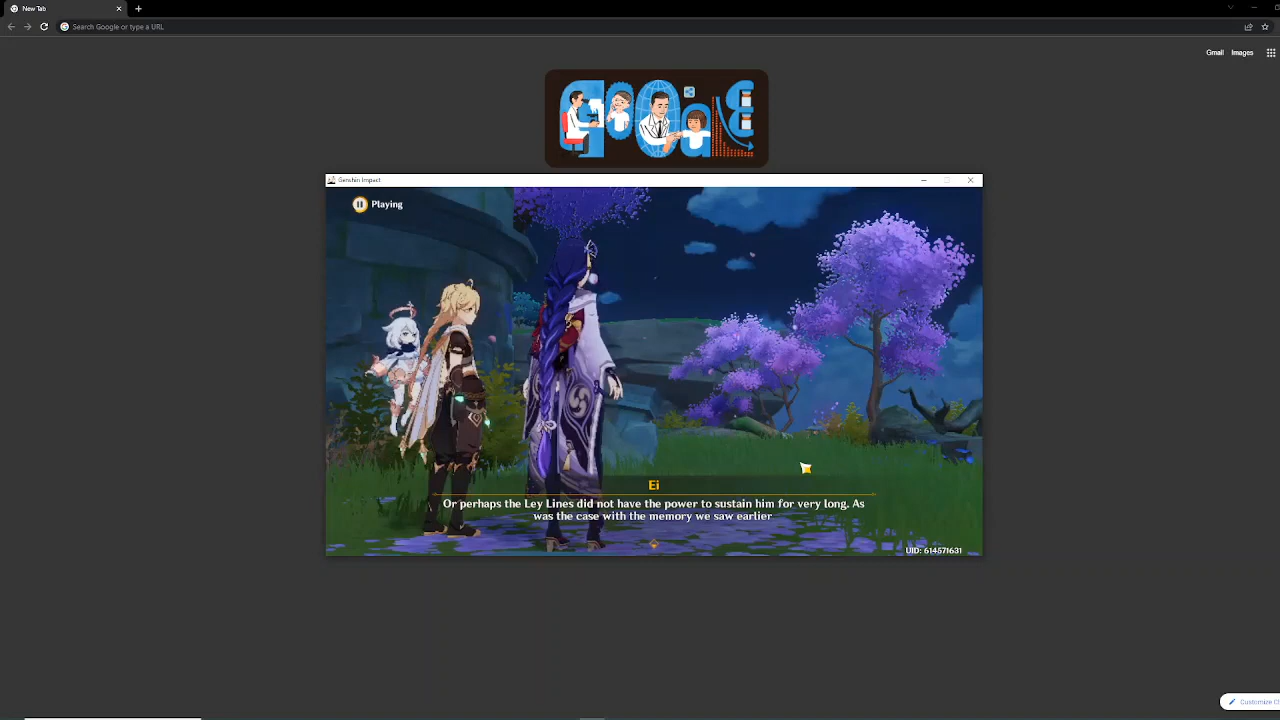 New Tab
Search Google or type a URL
Gmail Images
Google
Genshin Impact
Playing
Ei
Or perhaps the Ley Lines did not have the power to sustain him for very long. As
was the case with the memory we saw earlier
UID: 614571631